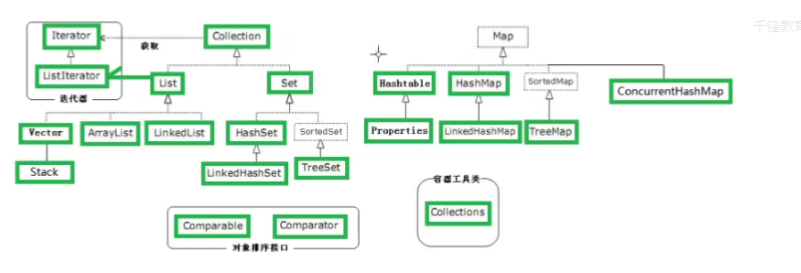 千锋教育
Iterator
获取
Collection
Map
ListIterator
迭代器
List
Set
Hashtable
HashMap
SortedMap
ConcurrentHashMap
Vector
ArrayList
LinkedList
HashSet
SortedSet
Properties
LinkedHashMap
TreeMap
Stack
LinkedHashSet
TreeSet
容器工具类
Collections
Comparable
Comparator
对象排序接口